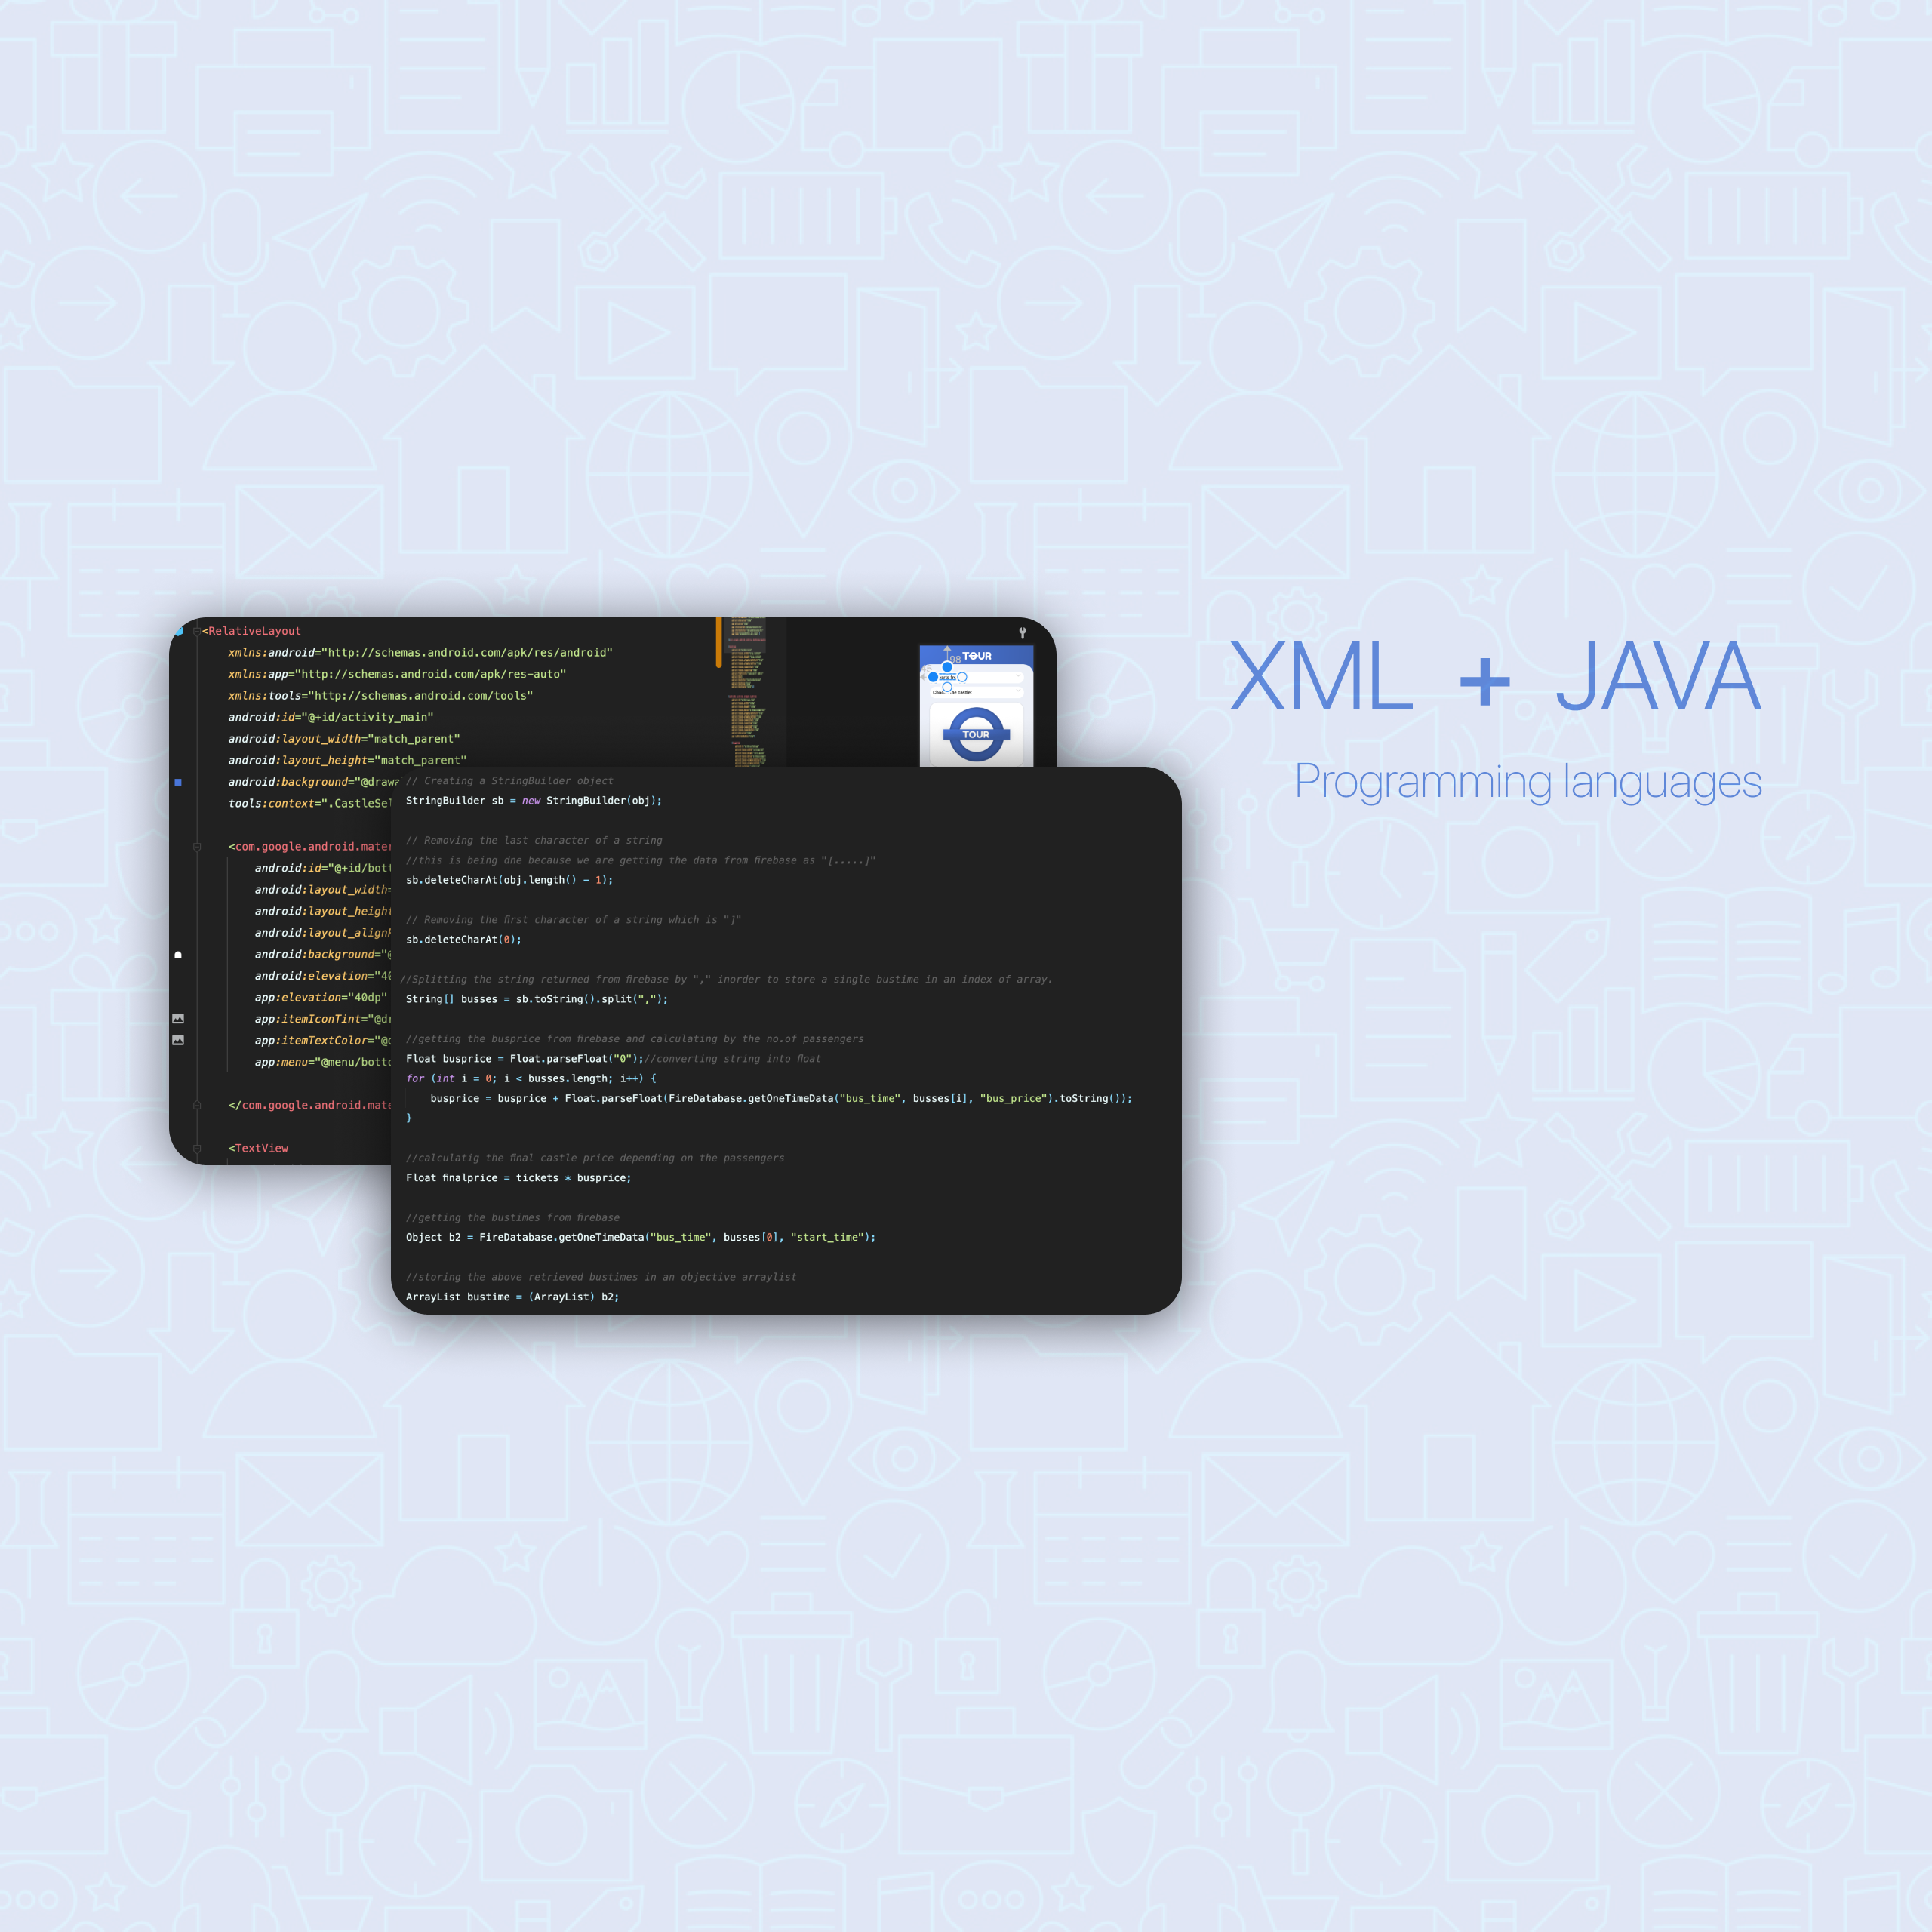 <RelativeLayout
xmlns:android="http://schemas.android.com/apk/res/android"
xmlns:app="http://schemas.android.com/apk/res-auto"
xmlns:tools="http://schemas.android.com/tools"
android:id="@+id/activity_main"
android:layout_width="match_parent"
android:layout_height="match_parent"
android:background="@drawa
tools:context=".CastleSel
<com.google.android.mater
android:id="@+id/bott
android:layout_width=
android:layout_height
android:layout_alignP
android:background="@
android:elevation="40
app:elevation="40dp"
app:itemIconTint="@dr
app:itemTextColor="@d
app:menu="@menu/botto
</com.google.android.mate
<TextView
98
TOUR
TOUR
// Creating a StringBuilder object
StringBuilder sb = new StringBuilder(obj);
// Removing the last character of a string
//this is being dne because we are getting the data from firebase as "[.....]"
sb.deleteCharAt(obj.length() - 1);
// Removing the first character of a string which is "]"
sb.deleteCharAt(0);
//Splitting the string returned from firebase by "," inorder to store a single bustime in an index of array.
String[] busses = sb.toString().split(",");
//getting the busprice from firebase and calculating by the no.of passengers
Float busprice = Float.parseFloat("0");//converting string into float
for (int i = 0; i < busses.length; i++) {
busprice = busprice + Float.parseFloat(FireDatabase.getOneTimeData("bus_time", busses[i], "bus_price").toString());
}
//calculatig the final castle price depending on the passengers
Float finalprice = tickets * busprice;
//getting the bustimes from firebase
Object b2 = FireDatabase.getOneTimeData("bus_time", busses[0], "start_time");
//storing the above retrieved bustimes in an objective arraylist
ArrayList bustime = (ArrayList) b2;
XML + JAVA
Programming languages